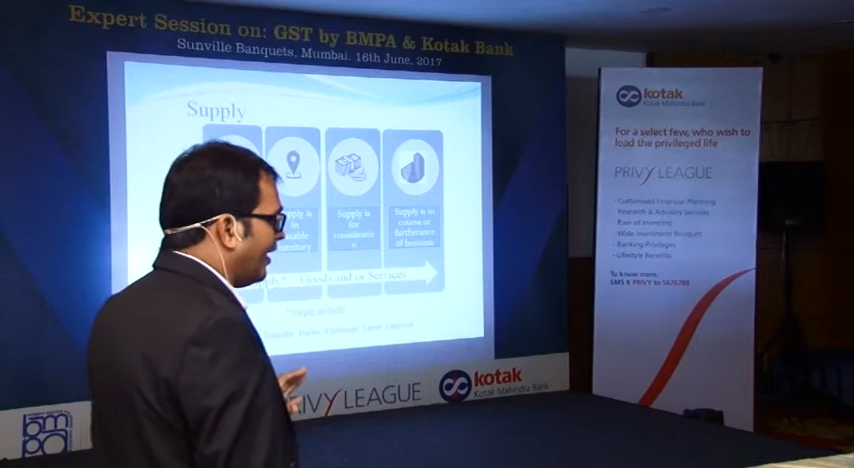 Expert Session on: GST by BMPA & Kotak Bank
Sunville Banquets, Mumbai. 16th June, 2017
Supply
Supply is
in
territory
Supply is
for
consideratio
n
Supply is in
course or
furtherance
of business
Goods and/or Services
kotak
Kotak Mahindra Bank
For a select few, who wish to
lead the privileged life
PRIVY LEAGUE
• Customised Financial Planning
• Research & Advisory Services
• Ease of Investing
• Wide Investment Bouquet
• Banking Privileges
• Lifestyle Benefits
To know more,
SMS K PRIVY to 5676788
LEAGUE
kotak
Kotak Mahindra Bank